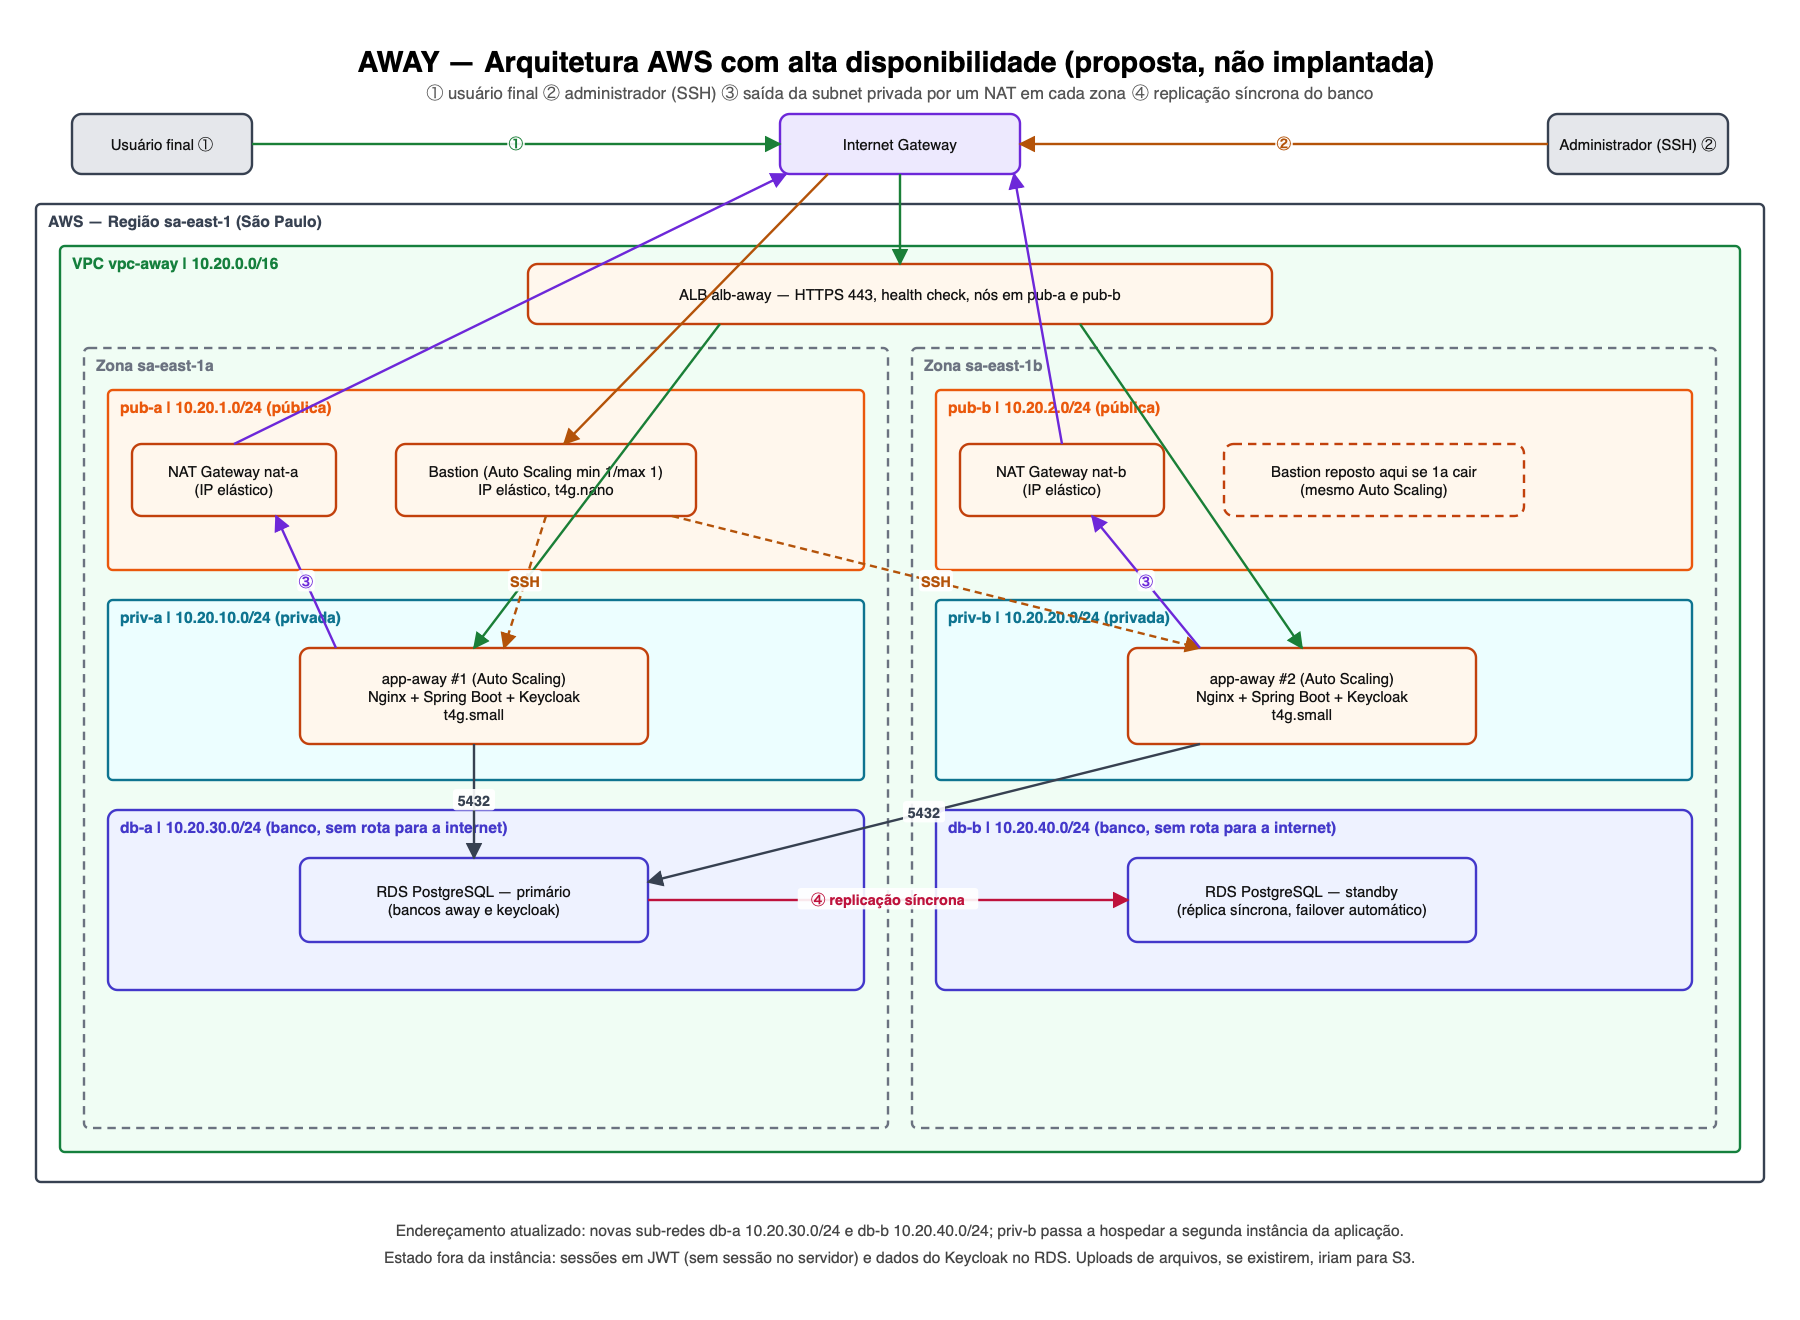 AWAY — Arquitetura AWS com alta disponibilidade (proposta, não implantada)
① usuário final ② administrador (SSH) ③ saída da subnet privada por um NAT em cada zona ④ replicação síncrona do banco
Usuário final ①
①
Internet Gateway
②
Administrador (SSH) ②
AWS — Região sa-east-1 (São Paulo)
VPC vpc-away | 10.20.0.0/16
ALB alb-away — HTTPS 443, health check, nós em pub-a e pub-b
Zona sa-east-1a
Zona sa-east-1b
pub-a | 10.20.1.0/24 (pública)
pub-b | 10.20.2.0/24 (pública)
NAT Gateway nat-a
(IP elástico)
Bastion (Auto Scaling min 1/max 1)
IP elástico, t4g.nano
NAT Gateway nat-b
(IP elástico)
Bastion reposto aqui se 1a cair
(mesmo Auto Scaling)
③
SSH
SSH
③
priv-a | 10.20.10.0/24 (privada)
priv-b | 10.20.20.0/24 (privada)
app-away #1 (Auto Scaling)
Nginx + Spring Boot + Keycloak
t4g.small
app-away #2 (Auto Scaling)
Nginx + Spring Boot + Keycloak
t4g.small
5432
5432
db-a | 10.20.30.0/24 (banco, sem rota para a internet)
db-b | 10.20.40.0/24 (banco, sem rota para a internet)
RDS PostgreSQL — primário
(bancos away e keycloak)
④ replicação síncrona
RDS PostgreSQL — standby
(réplica síncrona, failover automático)
Endereçamento atualizado: novas sub-redes db-a 10.20.30.0/24 e db-b 10.20.40.0/24; priv-b passa a hospedar a segunda instância da aplicação.
Estado fora da instância: sessões em JWT (sem sessão no servidor) e dados do Keycloak no RDS. Uploads de arquivos, se existirem, iriam para S3.